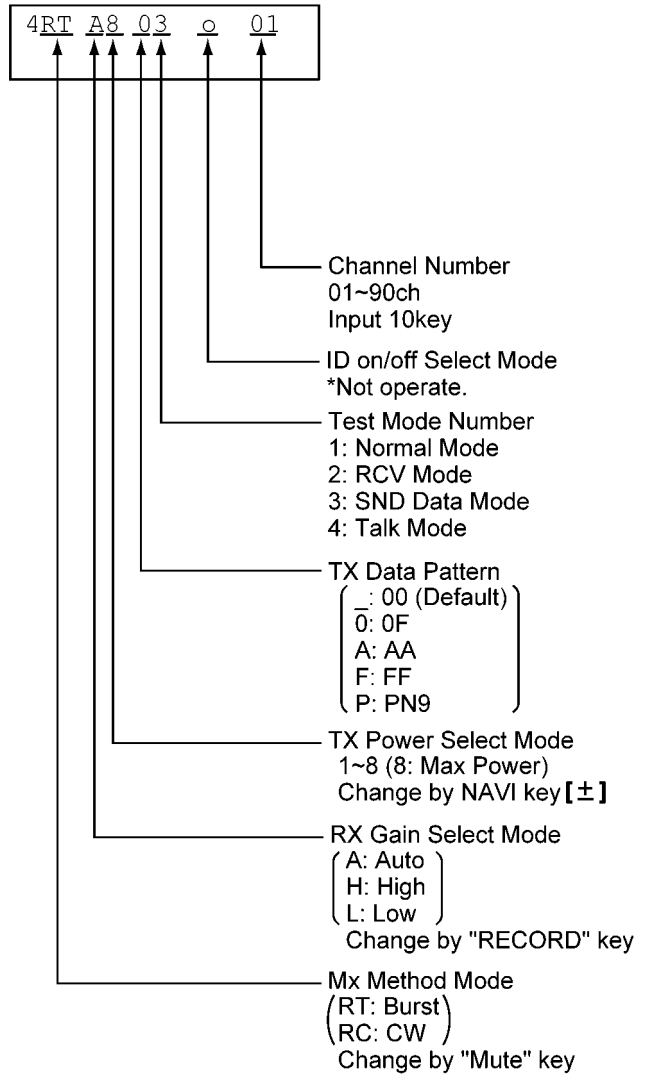 4RT A8 03 o 01
Channel Number
01~90ch
Input 10key
ID on/off Select Mode
*Not operate.
Test Mode Number
1: Normal Mode
2: RCV Mode
3: SND Data Mode
4: Talk Mode
TX Data Pattern
_: 00 (Default)
0: 0F
A: AA
F: FF
P: PN9
TX Power Select Mode
1~8 (8: Max Power)
Change by NAVI key [±]
RX Gain Select Mode
A: Auto
H: High
L: Low
Change by "RECORD" key
Mx Method Mode
RT: Burst
RC: CW
Change by "Mute" key